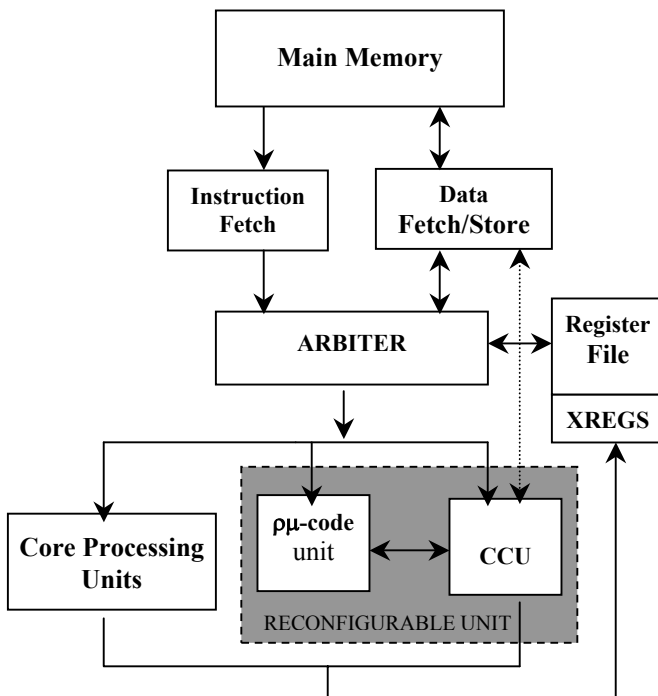 Main Memory
Instruction
Fetch
Data
Fetch/Store
ARBITER
Register
File
XREGS
Core Processing
Units
ρμ-code
unit
CCU
RECONFIGURABLE UNIT